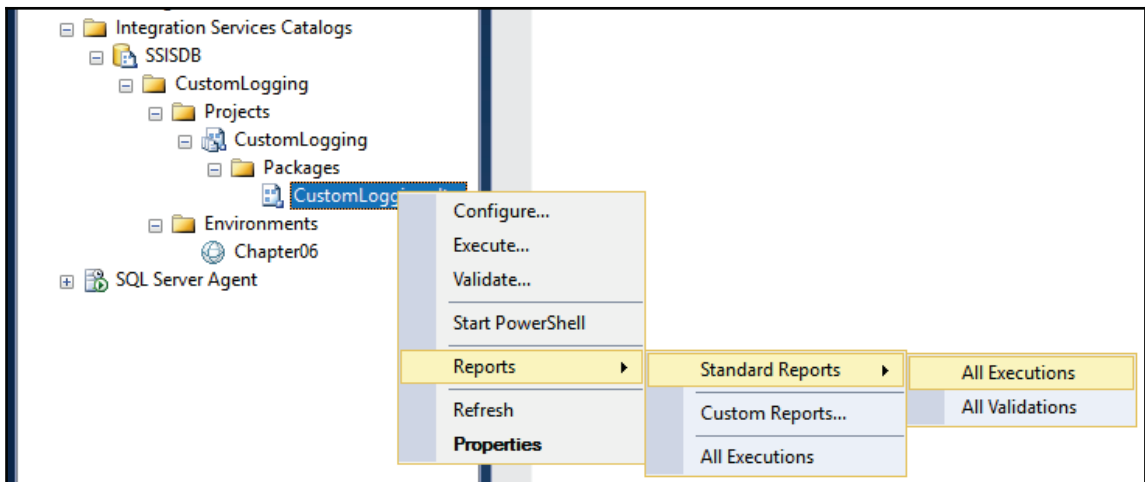 Integration Services Catalogs
SSISDB
CustomLogging
Projects
CustomLogging
Packages
Environments
Chapter06
SQL Server Agent
Configure...
Execute...
Validate...
Start PowerShell
Reports
Refresh
Properties
Standard Reports
Custom Reports...
All Executions
All Executions
All Validations